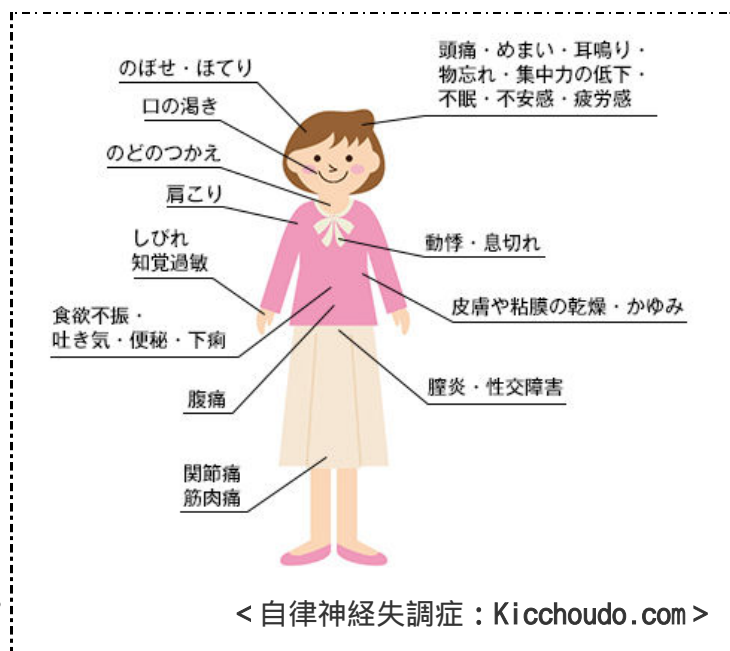 のぼせ・ほてり
口の渇き
のどのつかえ
肩こり
しびれ
知覚過敏
食欲不振・
吐き気・便秘・下痢
腹痛
関節痛
筋肉痛
頭痛・めまい・耳鳴り・
物忘れ・集中力の低下・
不眠・不安感・疲労感
動悸・息切れ
皮膚や粘膜の乾燥・かゆみ
膣炎・性交障害
<自律神経失調症:Kicchoudo.com>